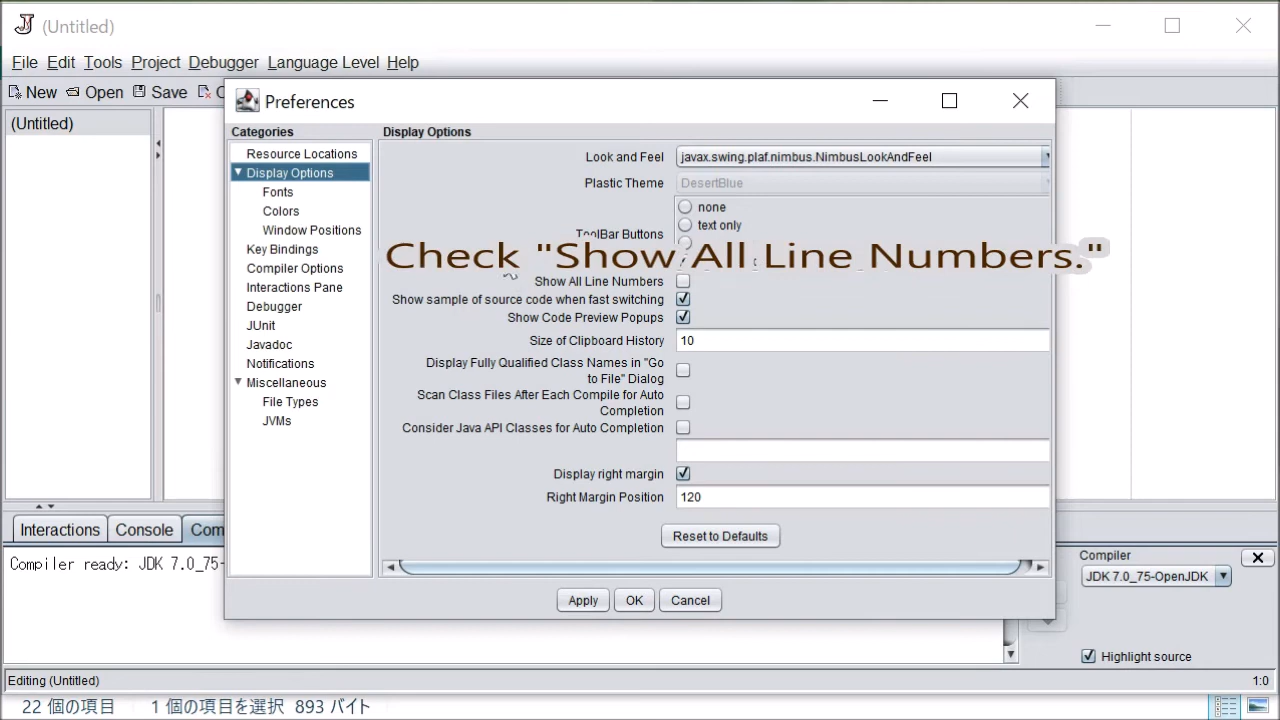 (Untitled)
File Edit Tools Project Debugger Language Level Help
New Open Save
(Untitled)
Preferences
Categories
Resource Locations
Display Options
Fonts
Colors
Window Positions
Key Bindings
Compiler Options
Interactions Pane
Debugger
JUnit
Javadoc
Notifications
Miscellaneous
File Types
JVMs
Display Options
Look and Feel javax.swing.plaf.nimbus.NimbusLookAndFeel
Plastic Theme DesertBlue
none
text only
ToolBar Buttons
Check "Show All Line Numbers."
Show All Line Numbers
Show sample of source code when fast switching
Show Code Preview Popups
Size of Clipboard History 10
Display Fully Qualified Class Names in "Go
to File" Dialog
Scan Class Files After Each Compile for Auto
Completion
Consider Java API Classes for Auto Completion
Display right margin
Right Margin Position 120
Reset to Defaults
Apply OK Cancel
Interactions Console Com
Compiler ready: JDK 7.0_75-
Compiler
JDK 7.0_75-OpenJDK
Highlight source
Editing (Untitled) 1:0
22 個の項目 1 個の項目を選択 893 バイト